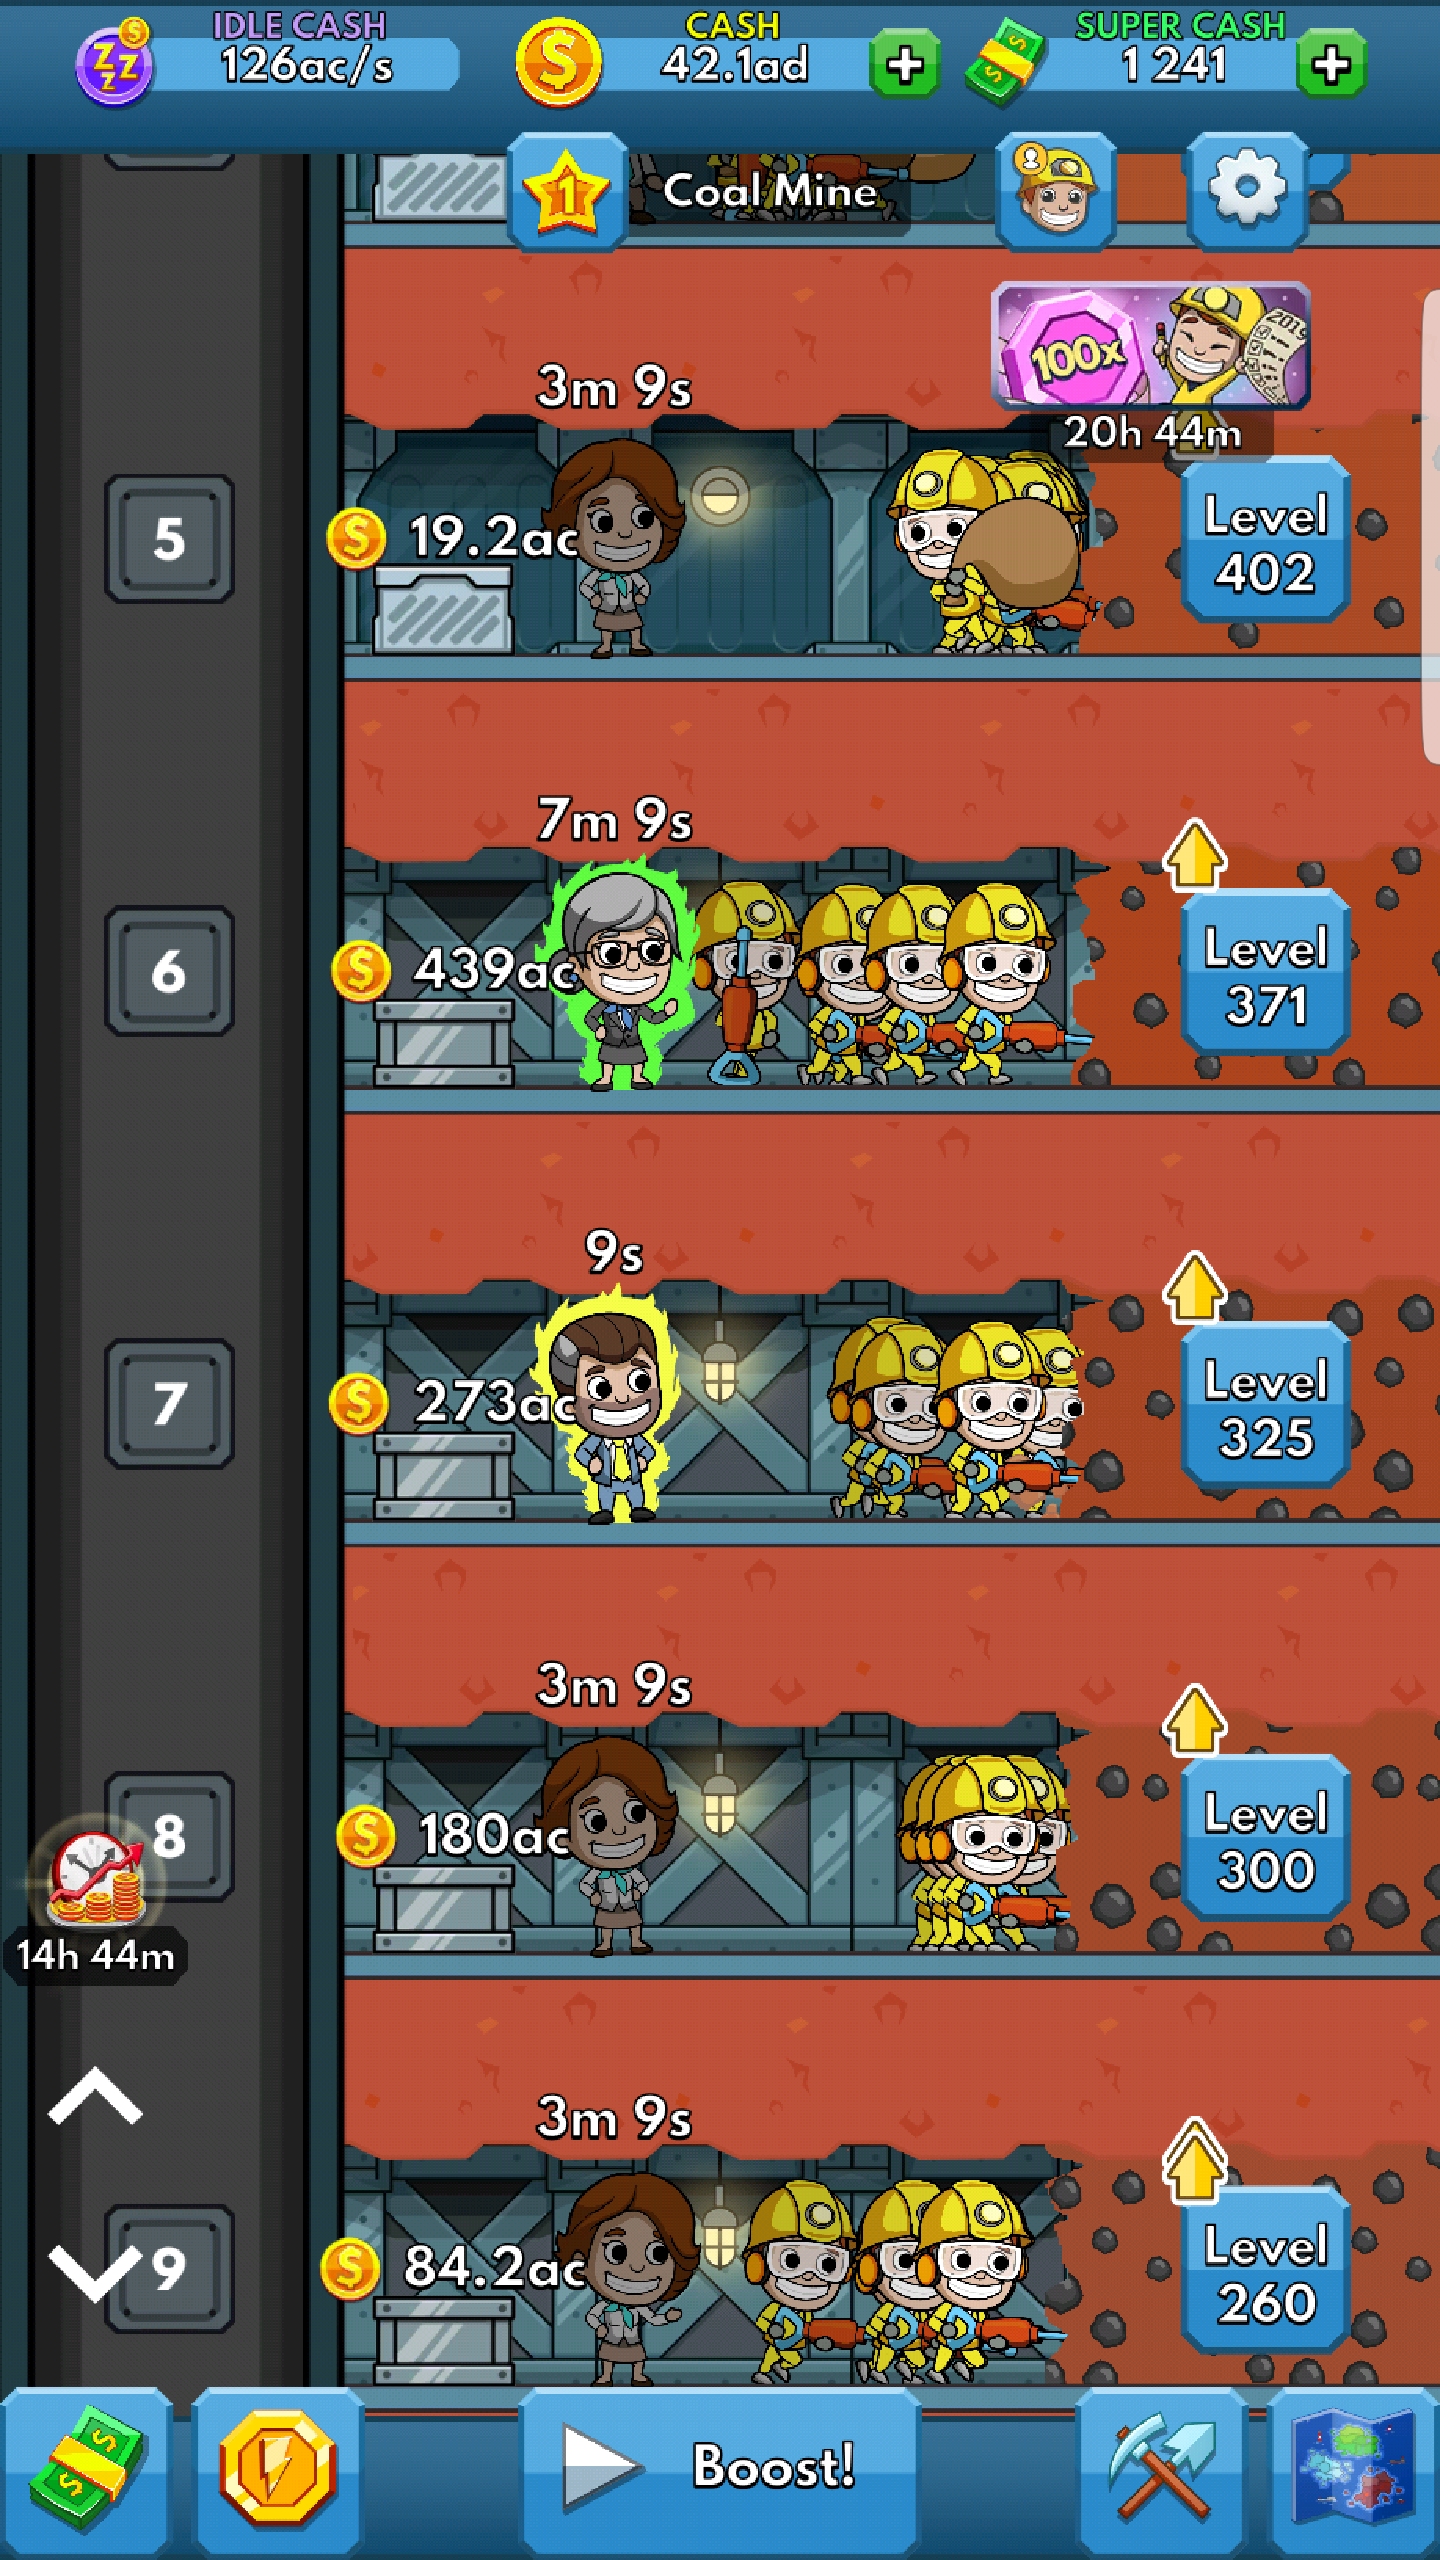 IDLE CASH
126ac/s
CASH
42.1ad
SUPER CASH
1 241
1
Coal Mine
100x
2019
20h 44m
3m 9s
5
19.2ac
Level
402
7m 9s
6
439ac
Level
371
9s
7
273ac
Level
325
3m 9s
8
180ac
Level
300
14h 44m
3m 9s
9
84.2ac
Level
260
Boost!